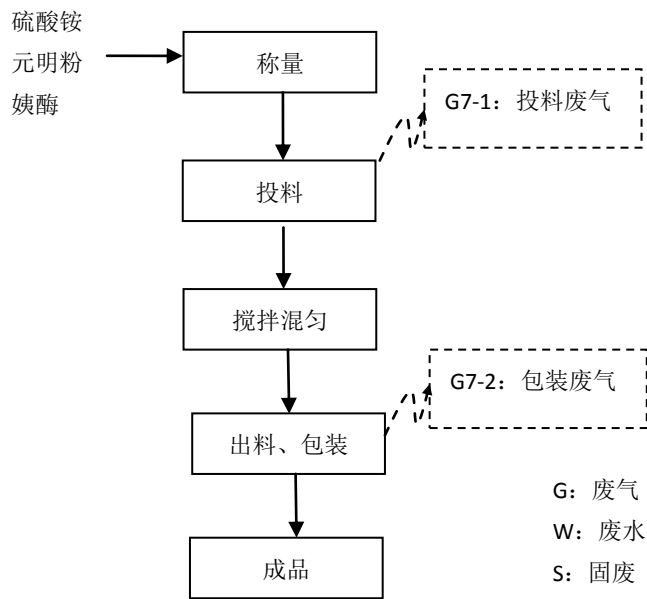 硫酸铵
元明粉
姨酶
称量
G7-1：投料废气
投料
搅拌混匀
G7-2：包装废气
出料、包装
G：废气
W：废水
S：固废
成品